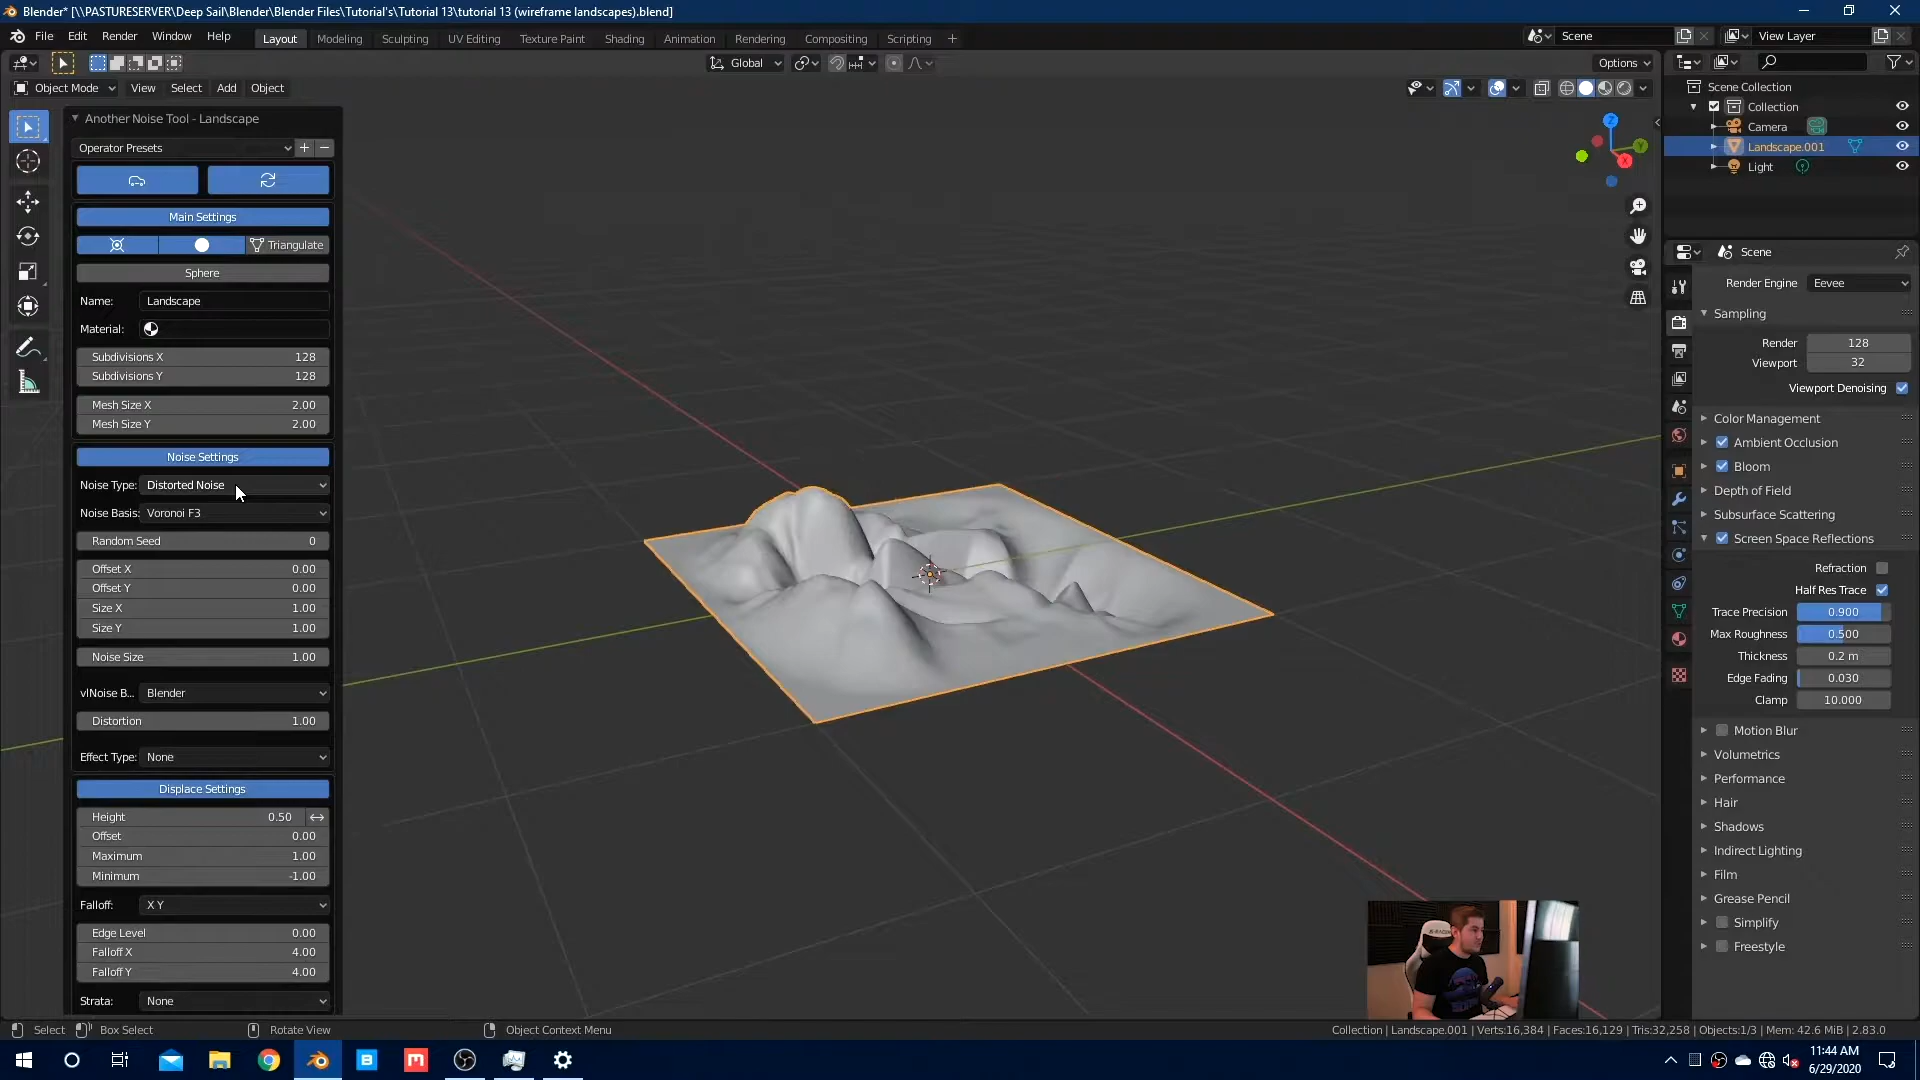 Blender* [\\PASTURESERVER\Deep Sail\Blender\Blender Files\Tutorial's\Tutorial 13\tutorial 13 (wireframe landscapes).blend]
File Edit Render Window Help Layout Modeling Sculpting UV Editing Texture Paint Shading Animation Rendering Compositing Scripting + Scene View Layer
Global Options
Object Mode View Select Add Object
Scene Collection
Collection
Camera
Landscape.001
Light
Another Noise Tool - Landscape
Operator Presets
Main Settings
Triangulate
Sphere
Name: Landscape
Material:
Subdivisions X 128
Subdivisions Y 128
Mesh Size X 2.00
Mesh Size Y 2.00
Noise Settings
Noise Type: Distorted Noise
Noise Basis: Voronoi F3
Random Seed 0
Offset X 0.00
Offset Y 0.00
Size X 1.00
Size Y 1.00
Noise Size 1.00
vlNoise B... Blender
Distortion 1.00
Effect Type: None
Displace Settings
Height 0.50
Offset 0.00
Maximum 1.00
Minimum -1.00
Falloff: X Y
Edge Level 0.00
Falloff X 4.00
Falloff Y 4.00
Strata: None
Z
Y
X
Scene
Render Engine Eevee
Sampling
Render 128
Viewport 32
Viewport Denoising
Color Management
Ambient Occlusion
Bloom
Depth of Field
Subsurface Scattering
Screen Space Reflections
Refraction
Half Res Trace
Trace Precision 0.900
Max Roughness 0.500
Thickness 0.2 m
Edge Fading 0.030
Clamp 10.000
Motion Blur
Volumetrics
Performance
Hair
Shadows
Indirect Lighting
Film
Grease Pencil
Simplify
Freestyle
Select Box Select Rotate View Object Context Menu
Collection | Landscape.001 | Verts:16,384 | Faces:16,129 | Tris:32,258 | Objects:1/3 | Mem: 42.6 MiB | 2.83.0
11:44 AM
6/29/2020